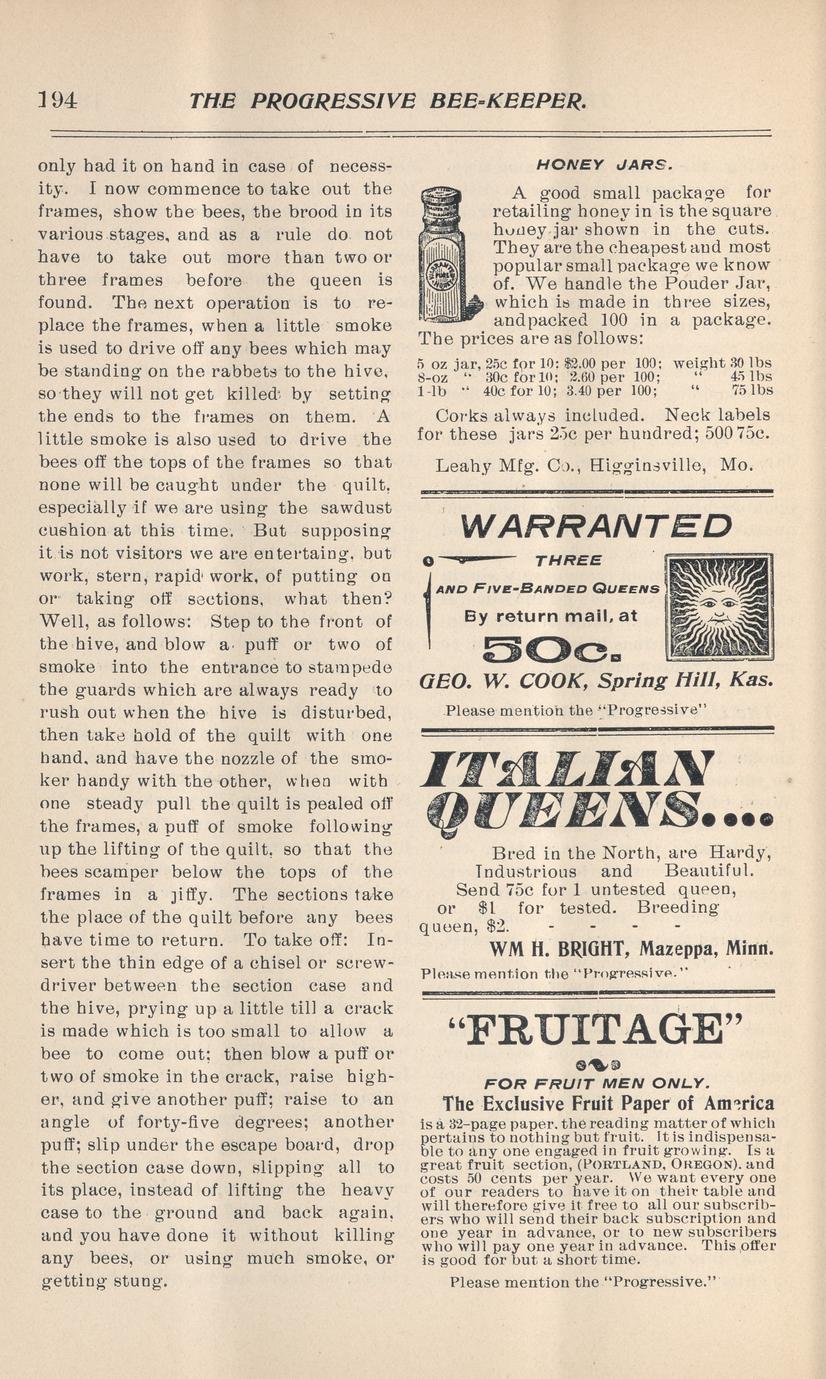 194
THE PROGRESSIVE BEE-KEEPER.
only had it on hand in case of necess-
ity. I now commence to take out the
frames, show the bees, the brood in its
various stages, and as a rule do not
have to take out more than two or
three frames before the queen is
found. The next operation is to re-
place the frames, when a little smoke
is used to drive off any bees which may
be standing on the rabbets to the hive,
so they will not get killed by setting
the ends to the frames on them. A
little smoke is also used to drive the
bees off the tops of the frames so that
none will be caught under the quilt,
especially if we are using the sawdust
cushion at this time. But supposing
it is not visitors we are entertaing, but
work, stern, rapid work, of putting on
or taking off sections, what then?
Well, as follows: Step to the front of
the hive, and blow a puff or two of
smoke into the entrance to stampede
the guards which are always ready to
rush out when the hive is disturbed,
then take hold of the quilt with one
hand, and have the nozzle of the smo-
ker handy with the other, when with
one steady pull the quilt is pealed off
the frames, a puff of smoke following
up the lifting of the quilt, so that the
bees scamper below the tops of the
frames in a jiffy. The sections take
the place of the quilt before any bees
have time to return. To take off: In-
sert the thin edge of a chisel or screw-
driver between the section case and
the hive, prying up a little till a crack
is made which is too small to allow a
bee to come out; then blow a puff or
two of smoke in the crack, raise high-
er, and give another puff; raise to an
angle of forty-five degrees; another
puff; slip under the escape board, drop
the section case down, slipping all to
its place, instead of lifting the heavy
case to the ground and back again,
and you have done it without killing
any bees, or using much smoke, or
getting stung.
HONEY JARS.
A good small package for
retailing honey in is the square
honey jar shown in the cuts.
They are the cheapest and most
popular small package we know
of. We handle the Pouder Jar,
which is made in three sizes,
and packed 100 in a package.
The prices are as follows:
5 oz jar, 25c for 10; $2.00 per 100; weight 30 lbs
8-oz " 30c for 10; 2.60 per 100; " 45 lbs
1-lb " 40c for 10; 3.40 per 100; " 75 lbs
Corks always included. Neck labels
for these jars 25c per hundred; 500 75c.
Leahy Mfg. Co., Higginsville, Mo.
WARRANTED
THREE
AND FIVE-BANDED QUEENS
By return mail, at
50c.
GEO. W. COOK, Spring Hill, Kas.
Please mention the "Progressive"
ITALIAN
QUEENS....
Bred in the North, are Hardy,
Industrious and Beautiful.
Send 75c for 1 untested queen,
or $1 for tested. Breeding
queen, $2. - - - -
WM H. BRIGHT, Mazeppa, Minn.
Please mention the "Progressive."
"FRUITAGE"
FOR FRUIT MEN ONLY.
The Exclusive Fruit Paper of America
is a 32-page paper, the reading matter of which
pertains to nothing but fruit. It is indispensa-
ble to any one engaged in fruit growing. Is a
great fruit section, (PORTLAND, OREGON). and
costs 50 cents per year. We want every one
of our readers to have it on their table and
will therefore give it free to all our subscrib-
ers who will send their back subscription and
one year in advance, or to new subscribers
who will pay one year in advance. This offer
is good for but a short time.
Please mention the "Progressive."